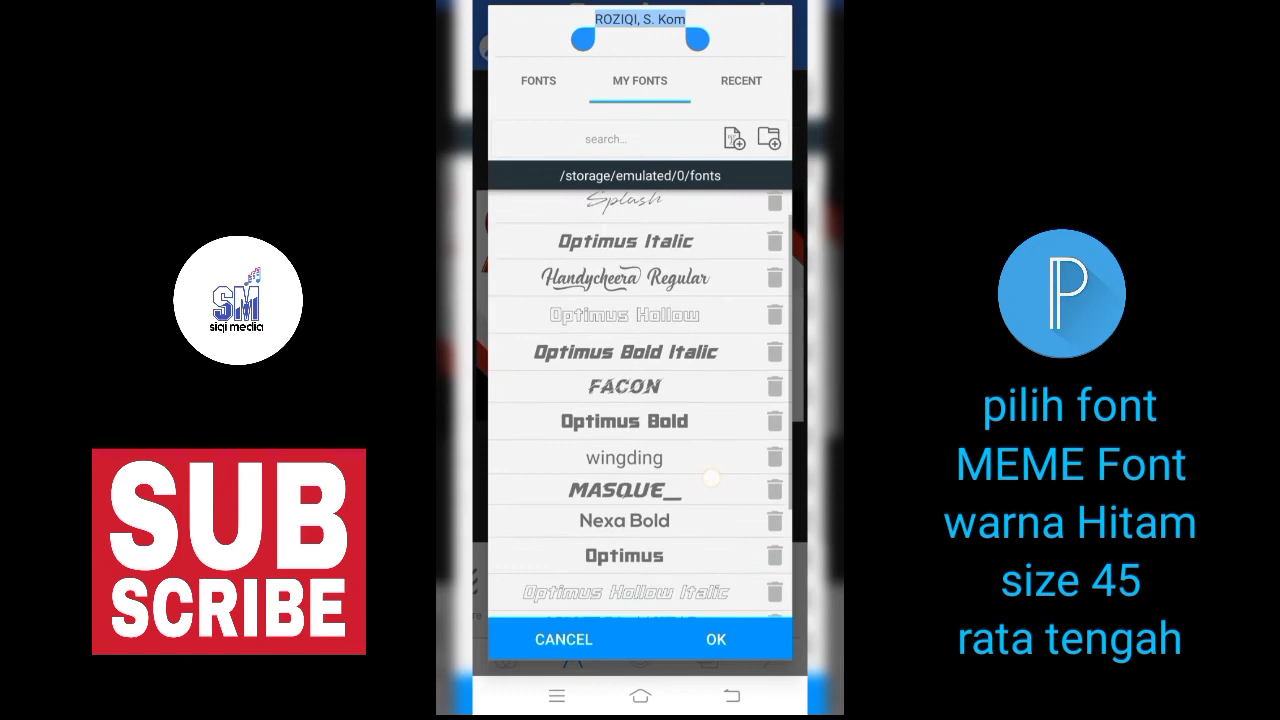 ROZIQI, S. Kom
FONTS
MY FONTS
RECENT
search...
/storage/emulated/0/fonts
Splash
Optimus Italic
Handycheera Regular
Optimus Hollow
Optimus Bold Italic
FACON
Optimus Bold
wingding
MASQUE_
Nexa Bold
Optimus
Optimus Hollow Italic
CANCEL
OK
SM
siqi media
SUB
SCRIBE
P
pilih font
MEME Font
warna Hitam
size 45
rata tengah